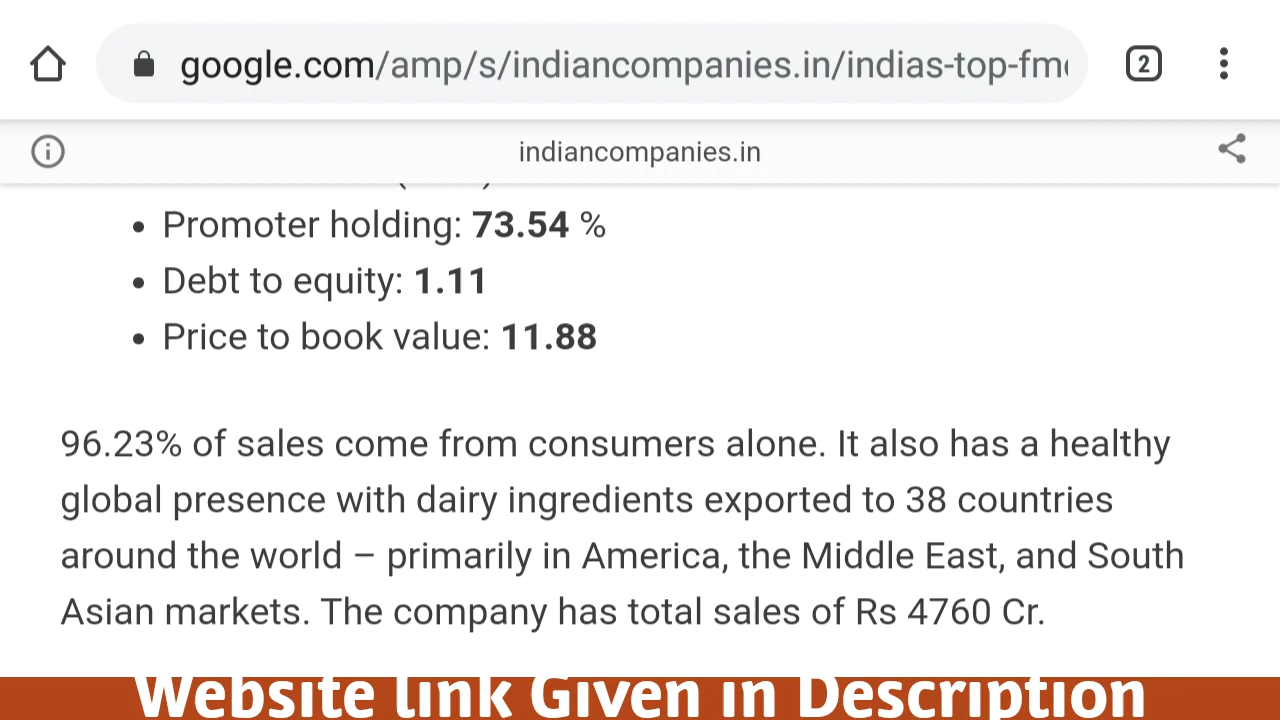 google.com/amp/s/indiancompanies.in/indias-top-fm
2
indiancompanies.in
• Promoter holding: 73.54 %
• Debt to equity: 1.11
• Price to book value: 11.88
96.23% of sales come from consumers alone. It also has a healthy
global presence with dairy ingredients exported to 38 countries
around the world – primarily in America, the Middle East, and South
Asian markets. The company has total sales of Rs 4760 Cr.
Website link Given in Description